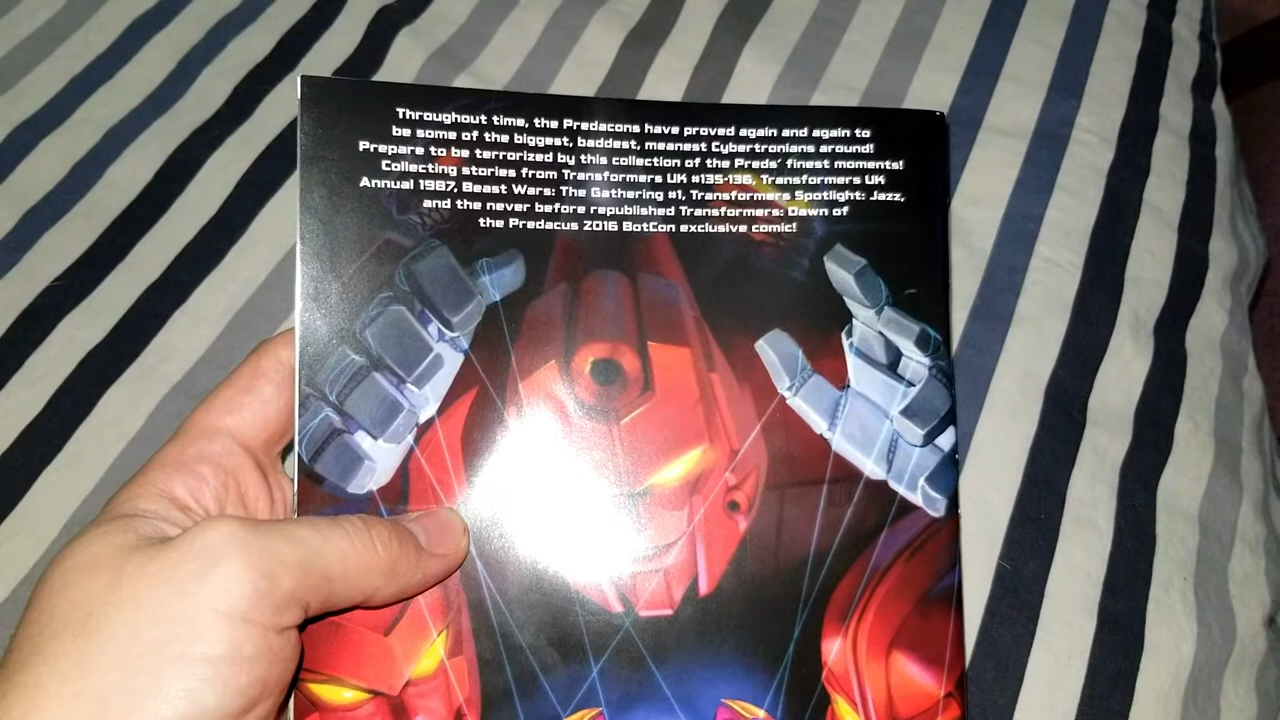 Throughout time, the Predacons have proved again and again to
be some of the biggest, baddest, meanest Cybertronians around!
Prepare to be terrorized by this collection of the Preds' finest moments!
Collecting stories from Transformers UK #135-136, Transformers UK
Annual 1987, Beast Wars: The Gathering #1, Transformers Spotlight: Jazz,
and the never before republished Transformers: Dawn of
the Predacus 2016 BotCon exclusive comic!